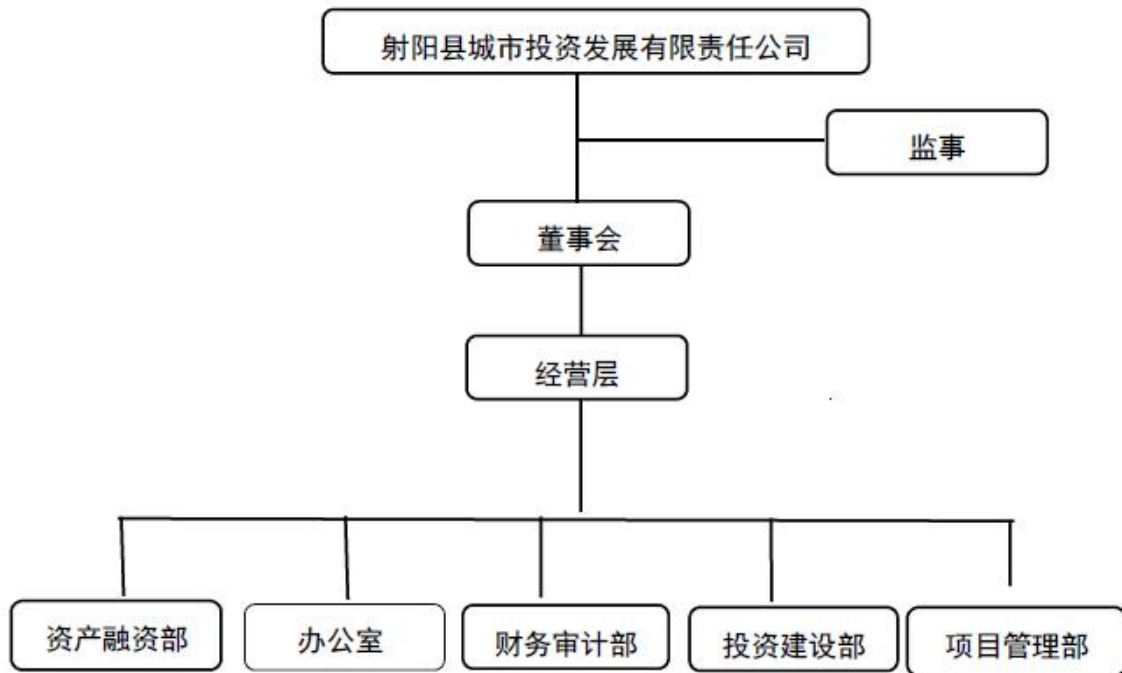 射阳县城市投资发展有限责任公司
监事
董事会
经营层
资产融资部
办公室
财务审计部
投资建设部
项目管理部